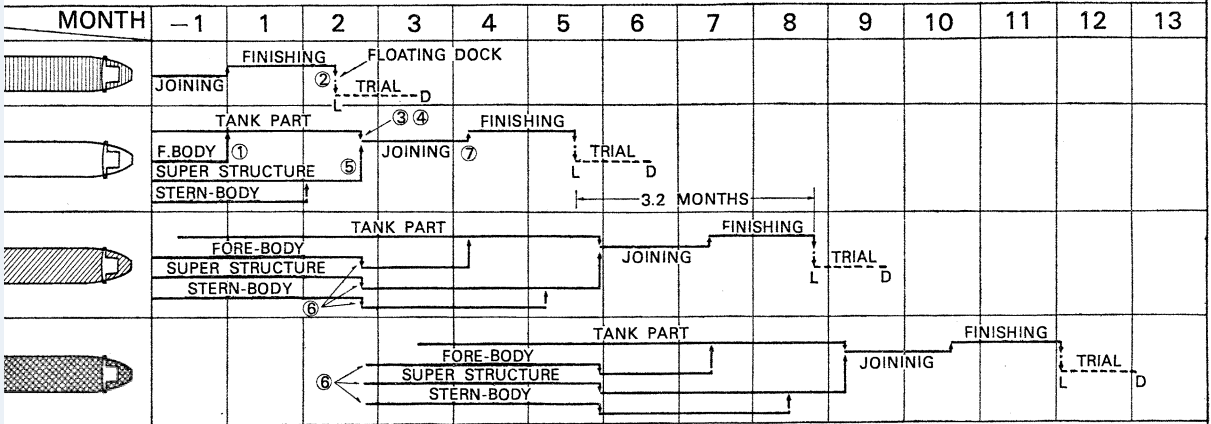 MONTH -1 1 2 3 4 5 6 7 8 9 10 11 12 13
FINISHING FLOATING DOCK
②
JOINING TRIAL
L D
TANK PART ③④ FINISHING
F.BODY ① JOINING ⑦ TRIAL
SUPER STRUCTURE ⑤
L D
STERN-BODY
3.2 MONTHS
TANK PART FINISHING
FORE-BODY JOINING TRIAL
SUPER STRUCTURE
L D
STERN-BODY
⑥
TANK PART FINISHING
FORE-BODY JOININIG TRIAL
⑥ SUPER STRUCTURE
L D
STERN-BODY